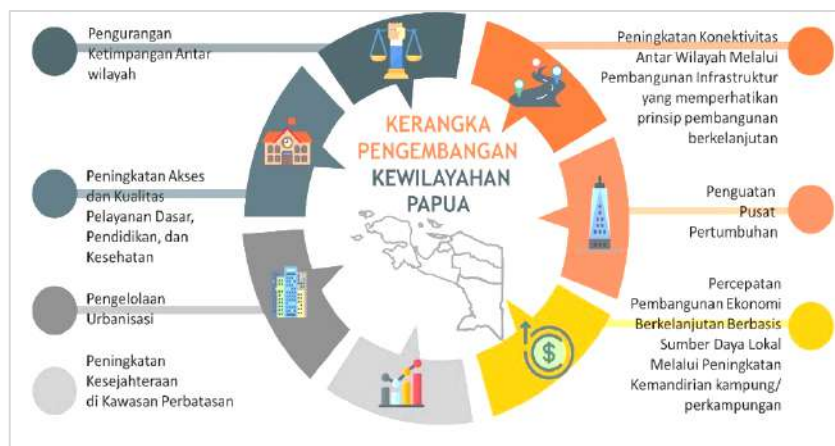 Pengurangan
Ketimpangan Antar
wilayah
Peningkatan Akses
dan Kualitas
Pelayanan Dasar,
Pendidikan, dan
Kesehatan
Pengelolaan
Urbanisasi
Peningkatan
Kesejahteraan
di Kawasan Perbatasan
KERANGKA
PENGEMBANGAN
KEWILAYAHAN
PAPUA
$
Peningkatan Konektivitas
Antar Wilayah Melalui
Pembangunan Infrastruktur
yang memperhatikan
prinsip pembangunan
berkelanjutan
Penguatan
Pusat
Pertumbuhan
Percepatan
Pembangunan Ekonomi
Berkelanjutan Berbasis
Sumber Daya Lokal
Melalui Peningkatan
Kemandirian kampung/
perkampungan